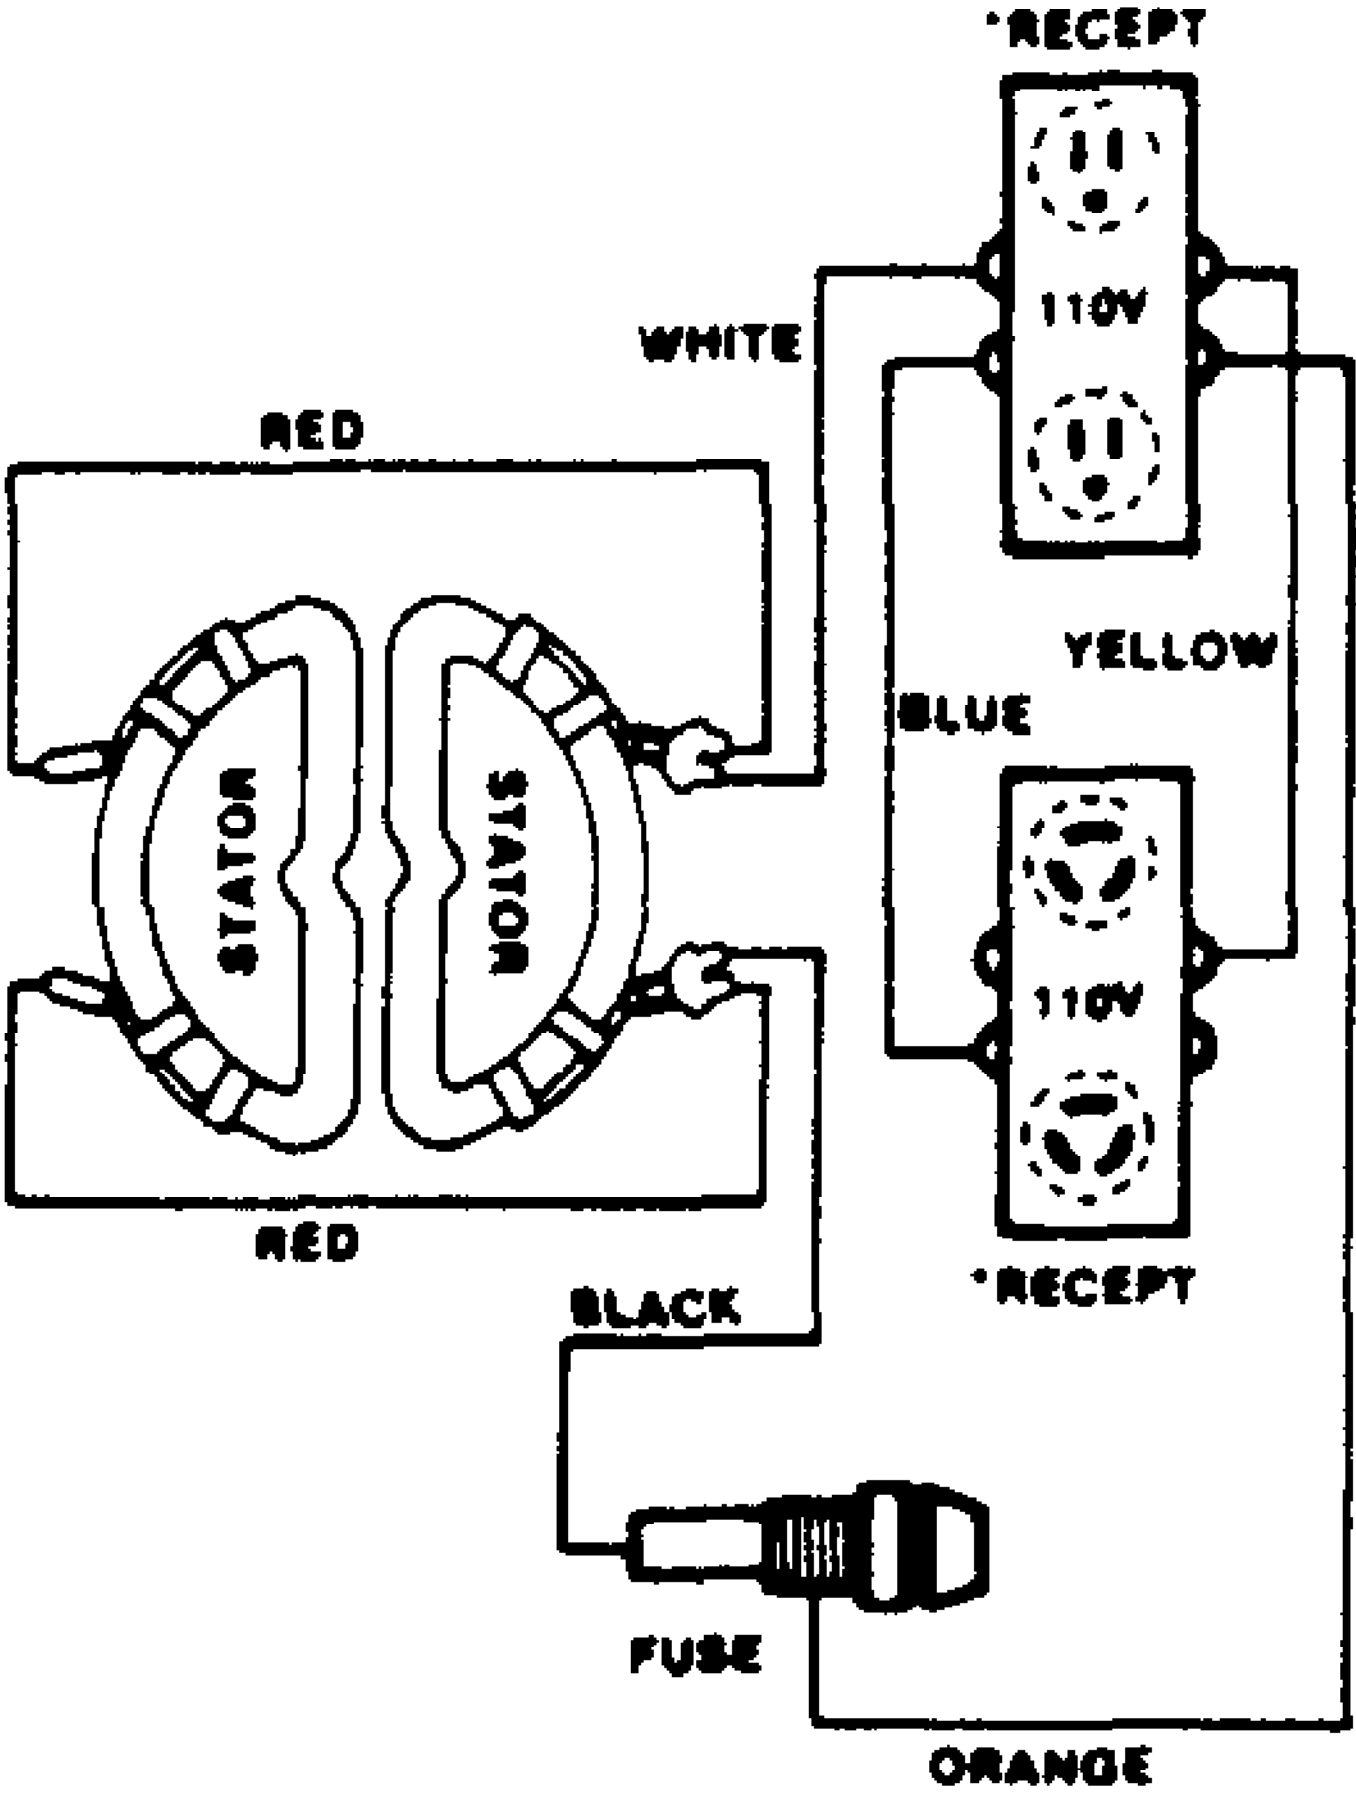 *RECEPT
110V
WHITE
RED
YELLOW
BLUE
STATOR
STATOR
110V
RED
*RECEPT
BLACK
FUSE
ORANGE